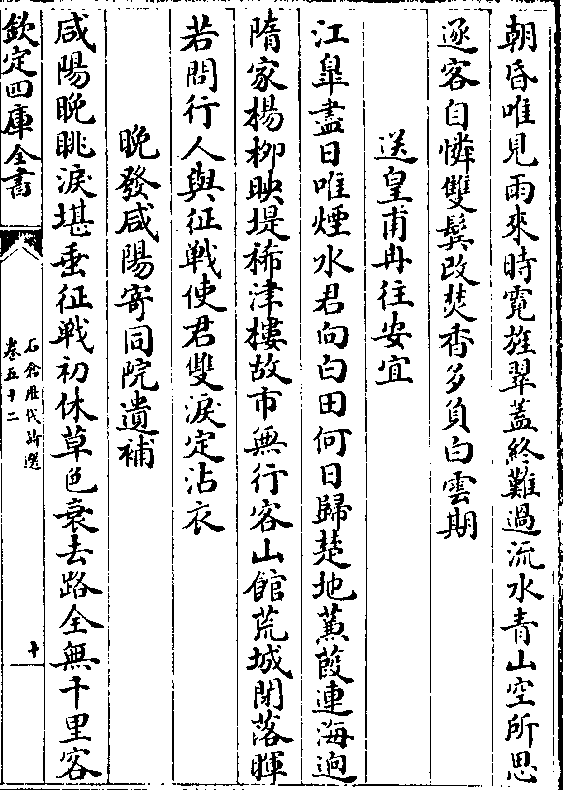 朝昏唯見雨來時霓旌翠蓋終難過流水青山空所思
逐客自憐雙鬢改焚香多負白雲期
送皇甫冉往安宜
江臯盡日唯煙水君向白田何日歸楚地蒹葭連海逈
隋家楊柳映堤稀津樓故市無行客山館荒城閉落暉
若問行人與征戰使君雙淚定沾衣
晚發咸陽寄同院遺補
咸陽晚眺淚堪垂征戰初休草色衰去路全無千里客
欽定四庫全書
石倉歷代詩選
卷五十二
十